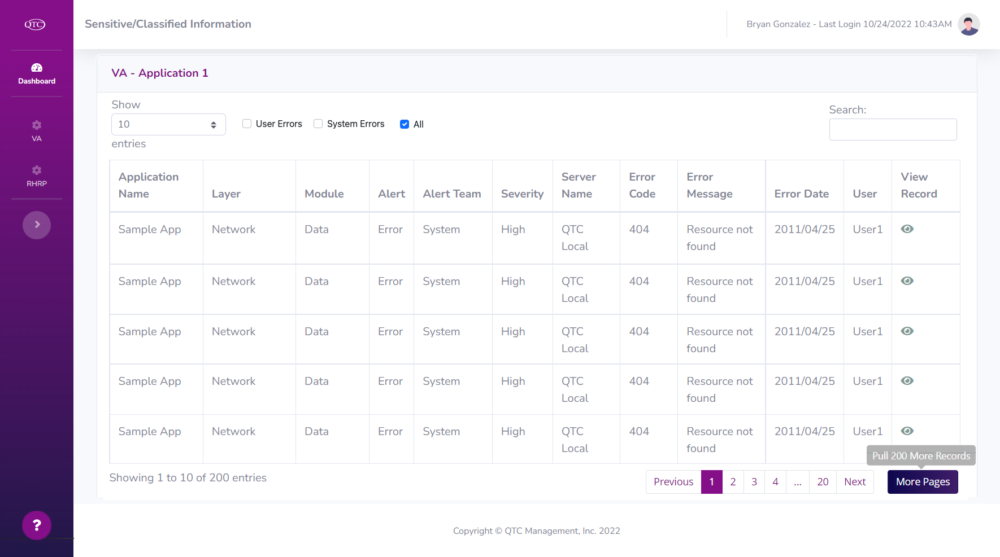 QTC
Sensitive/Classified Information
Bryan Gonzalez - Last Login 10/24/2022 10:43AM
Dashboard
VA
RHRP
?
VA - Application 1
Show
10
entries
User Errors
System Errors
All
Search:
Application Name Layer Module Alert Alert Team Severity Server Name Error Code Error Message Error Date User View Record
Sample App Network Data Error System High QTC Local 404 Resource not found 2011/04/25 User1
Sample App Network Data Error System High QTC Local 404 Resource not found 2011/04/25 User1
Sample App Network Data Error System High QTC Local 404 Resource not found 2011/04/25 User1
Sample App Network Data Error System High QTC Local 404 Resource not found 2011/04/25 User1
Sample App Network Data Error System High QTC Local 404 Resource not found 2011/04/25 User1
Pull 200 More Records
Showing 1 to 10 of 200 entries
Previous 1 2 3 4 ... 20 Next
More Pages
Copyright © QTC Management, Inc. 2022